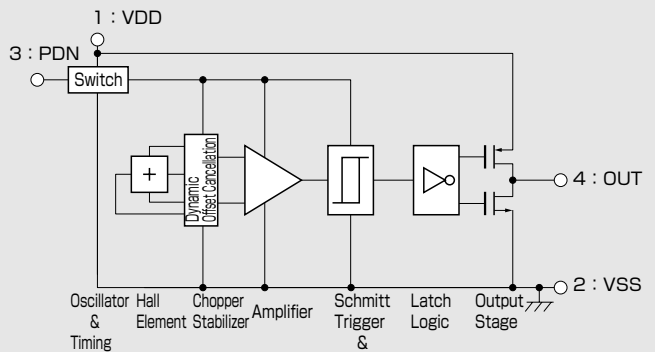 1：VDD
3：PDN
Switch
+
Dynamic
Offset Cancellation
4：OUT
2：VSS
Oscillator
&
Timing
Hall
Element
Chopper
Stabilizer
Amplifier
Schmitt
Trigger
&
Latch
Logic
Output
Stage